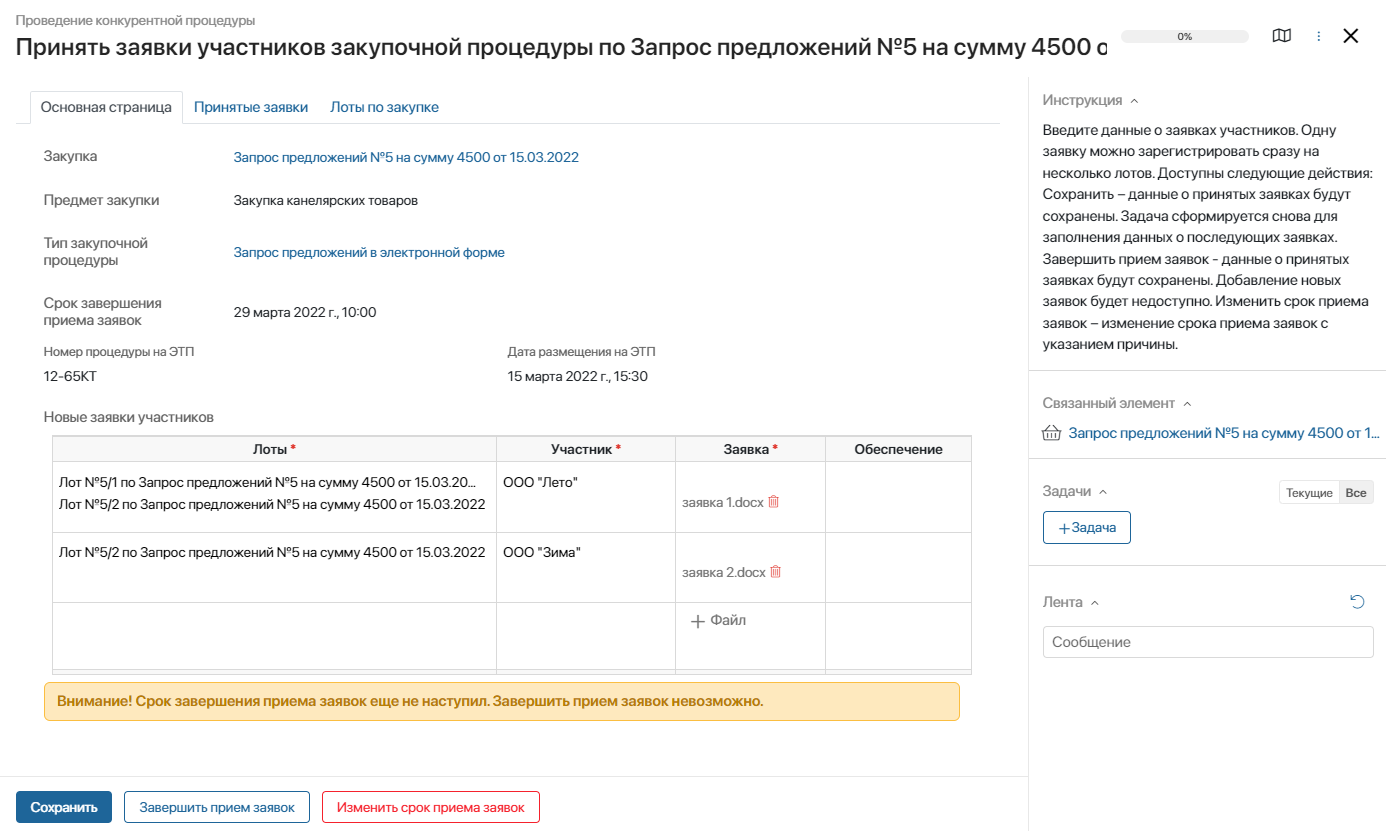 Проведение конкурентной процедуры
Принять заявки участников закупочной процедуры по Запрос предложений №5 на сумму 4500 о
0%
Основная страница
Принятые заявки
Лоты по закупке
Закупка
Запрос предложений №5 на сумму 4500 от 15.03.2022
Предмет закупки
Закупка канелярских товаров
Тип закупочной
процедуры
Запрос предложений в электронной форме
Срок завершения
приема заявок
29 марта 2022 г., 10:00
Номер процедуры на ЭТП
Дата размещения на ЭТП
12-65КТ
15 марта 2022 г., 15:30
Новые заявки участников
Лоты *
Участник *
Заявка *
Обеспечение
Лот №5/1 по Запрос предложений №5 на сумму 4500 от 15.03.20...
Лот №5/2 по Запрос предложений №5 на сумму 4500 от 15.03.2022
ООО "Лето"
заявка 1.docx
Лот №5/2 по Запрос предложений №5 на сумму 4500 от 15.03.2022
ООО "Зима"
заявка 2.docx
+ Файл
Внимание! Срок завершения приема заявок еще не наступил. Завершить прием заявок невозможно.
Сохранить
Завершить прием заявок
Изменить срок приема заявок
Инструкция
Введите данные о заявках участников. Одну
заявку можно зарегистрировать сразу на
несколько лотов. Доступны следующие действия:
Сохранить – данные о принятых заявках будут
сохранены. Задача сформируется снова для
заполнения данных о последующих заявках.
Завершить прием заявок - данные о принятых
заявках будут сохранены. Добавление новых
заявок будет недоступно. Изменить срок приема
заявок – изменение срока приема заявок с
указанием причины.
Связанный элемент
Запрос предложений №5 на сумму 4500 от 1...
Задачи
Текущие
Все
+Задача
Лента
Сообщение